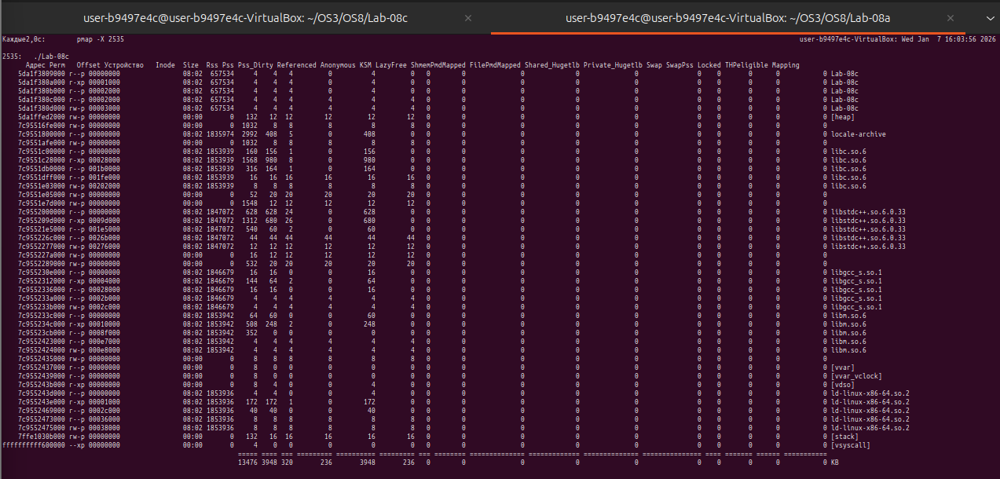 user-b9497e4c@user-b9497e4c-VirtualBox: ~/OS3/OS8/Lab-08c × user-b9497e4c@user-b9497e4c-VirtualBox: ~/OS3/OS8/Lab-08a ×
Каждые2,0с: pmap -X 2535 user-b9497e4c-VirtualBox: Wed Jan 7 16:03:56 2026
2535: ./Lab-08c
Адрес Perm Offset Устройство Inode Size Rss Pss Pss_Dirty Referenced Anonymous KSM LazyFree ShmemPmdMapped FilePmdMapped Shared_Hugetlb Private_Hugetlb Swap SwapPss Locked THPeligible Mapping
5da1f3809000 r--p 00000000 08:02 657534 4 4 4 0 4 0 0 0 0 0 0 0 0 0 0 0 Lab-08c
5da1f380a000 r-xp 00001000 08:02 657534 4 4 4 0 4 0 0 0 0 0 0 0 0 0 0 0 Lab-08c
5da1f380b000 r--p 00002000 08:02 657534 4 4 4 0 4 0 0 0 0 0 0 0 0 0 0 0 Lab-08c
5da1f380c000 r--p 00002000 08:02 657534 4 4 4 4 4 4 0 0 0 0 0 0 0 0 0 0 Lab-08c
5da1f380d000 rw-p 00003000 08:02 657534 4 4 4 4 4 4 0 0 0 0 0 0 0 0 0 0 Lab-08c
5da1ffed2000 rw-p 00000000 00:00 0 132 12 12 12 12 12 0 0 0 0 0 0 0 0 0 0 [heap]
7c95516fe000 rw-p 00000000 00:00 0 1032 8 8 8 8 8 0 0 0 0 0 0 0 0 0 0
7c9551800000 r--p 00000000 08:02 1835974 2992 408 5 0 408 0 0 0 0 0 0 0 0 0 0 0 locale-archive
7c9551afe000 rw-p 00000000 00:00 0 1032 8 8 8 8 8 0 0 0 0 0 0 0 0 0 0
7c9551c00000 r--p 00000000 08:02 1853939 160 156 1 0 156 0 0 0 0 0 0 0 0 0 0 0 libc.so.6
7c9551c28000 r-xp 00028000 08:02 1853939 1568 980 8 0 980 0 0 0 0 0 0 0 0 0 0 0 libc.so.6
7c9551db0000 r--p 001b0000 08:02 1853939 316 164 1 0 164 0 0 0 0 0 0 0 0 0 0 0 libc.so.6
7c9551dff000 r--p 001fe000 08:02 1853939 16 16 16 16 16 16 0 0 0 0 0 0 0 0 0 0 libc.so.6
7c9551e03000 rw-p 00202000 08:02 1853939 8 8 8 8 8 8 0 0 0 0 0 0 0 0 0 0 libc.so.6
7c9551e05000 rw-p 00000000 00:00 0 52 20 20 20 20 20 0 0 0 0 0 0 0 0 0 0
7c9551e7d000 rw-p 00000000 00:00 0 1548 12 12 12 12 12 0 0 0 0 0 0 0 0 0 0
7c9552000000 r--p 00000000 08:02 1847072 628 628 24 0 628 0 0 0 0 0 0 0 0 0 0 0 libstdc++.so.6.0.33
7c955209d000 r-xp 0009d000 08:02 1847072 1312 680 26 0 680 0 0 0 0 0 0 0 0 0 0 0 libstdc++.so.6.0.33
7c95521e5000 r--p 001e5000 08:02 1847072 540 60 2 0 60 0 0 0 0 0 0 0 0 0 0 0 libstdc++.so.6.0.33
7c955226c000 r--p 0026b000 08:02 1847072 44 44 44 44 44 44 0 0 0 0 0 0 0 0 0 0 libstdc++.so.6.0.33
7c9552277000 rw-p 00276000 08:02 1847072 12 12 12 12 12 12 0 0 0 0 0 0 0 0 0 0 libstdc++.so.6.0.33
7c955227a000 rw-p 00000000 00:00 0 16 12 12 12 12 12 0 0 0 0 0 0 0 0 0 0
7c9552289000 rw-p 00000000 00:00 0 532 20 20 20 20 20 0 0 0 0 0 0 0 0 0 0
7c955230e000 r--p 00000000 08:02 1846679 16 16 0 0 16 0 0 0 0 0 0 0 0 0 0 0 libgcc_s.so.1
7c9552312000 r-xp 00004000 08:02 1846679 144 64 2 0 64 0 0 0 0 0 0 0 0 0 0 0 libgcc_s.so.1
7c9552336000 r--p 00028000 08:02 1846679 16 16 0 0 16 0 0 0 0 0 0 0 0 0 0 0 libgcc_s.so.1
7c955233a000 r--p 0002b000 08:02 1846679 4 4 4 4 4 4 0 0 0 0 0 0 0 0 0 0 libgcc_s.so.1
7c955233b000 rw-p 0002c000 08:02 1846679 4 4 4 4 4 4 0 0 0 0 0 0 0 0 0 0 libgcc_s.so.1
7c955233c000 r--p 00000000 08:02 1853942 64 60 0 0 60 0 0 0 0 0 0 0 0 0 0 0 libm.so.6
7c955234c000 r-xp 00010000 08:02 1853942 508 248 2 0 248 0 0 0 0 0 0 0 0 0 0 0 libm.so.6
7c95523cb000 r--p 0008f000 08:02 1853942 352 0 0 0 0 0 0 0 0 0 0 0 0 0 0 0 libm.so.6
7c9552423000 r--p 000e7000 08:02 1853942 4 4 4 4 4 4 0 0 0 0 0 0 0 0 0 0 libm.so.6
7c9552424000 rw-p 000e8000 08:02 1853942 4 4 4 4 4 4 0 0 0 0 0 0 0 0 0 0 libm.so.6
7c9552435000 rw-p 00000000 00:00 0 8 8 8 8 8 8 0 0 0 0 0 0 0 0 0 0
7c9552437000 r--p 00000000 00:00 0 8 0 0 0 0 0 0 0 0 0 0 0 0 0 0 0 [vvar]
7c9552439000 r--p 00000000 00:00 0 8 0 0 0 0 0 0 0 0 0 0 0 0 0 0 0 [vvar_vclock]
7c955243b000 r-xp 00000000 00:00 0 8 4 0 0 4 0 0 0 0 0 0 0 0 0 0 0 [vdso]
7c955243d000 r--p 00000000 08:02 1853936 4 4 0 0 4 0 0 0 0 0 0 0 0 0 0 0 ld-linux-x86-64.so.2
7c955243e000 r-xp 00001000 08:02 1853936 172 172 1 0 172 0 0 0 0 0 0 0 0 0 0 0 ld-linux-x86-64.so.2
7c9552469000 r--p 0002c000 08:02 1853936 40 40 0 0 40 0 0 0 0 0 0 0 0 0 0 0 ld-linux-x86-64.so.2
7c9552473000 r--p 00036000 08:02 1853936 8 8 8 8 8 8 0 0 0 0 0 0 0 0 0 0 ld-linux-x86-64.so.2
7c9552475000 rw-p 00038000 08:02 1853936 8 8 8 8 8 8 0 0 0 0 0 0 0 0 0 0 ld-linux-x86-64.so.2
7ffe1030b000 rw-p 00000000 00:00 0 132 16 16 16 16 16 0 0 0 0 0 0 0 0 0 0 [stack]
ffffffffff600000 --xp 00000000 00:00 0 4 0 0 0 0 0 0 0 0 0 0 0 0 0 0 0 [vsyscall]
===== ==== === ========= ========== ========= === ======== ============== ============= ============== =============== ==== ======= ====== ===========
13476 3948 320 236 3948 236 0 0 0 0 0 0 0 0 0 0 KB